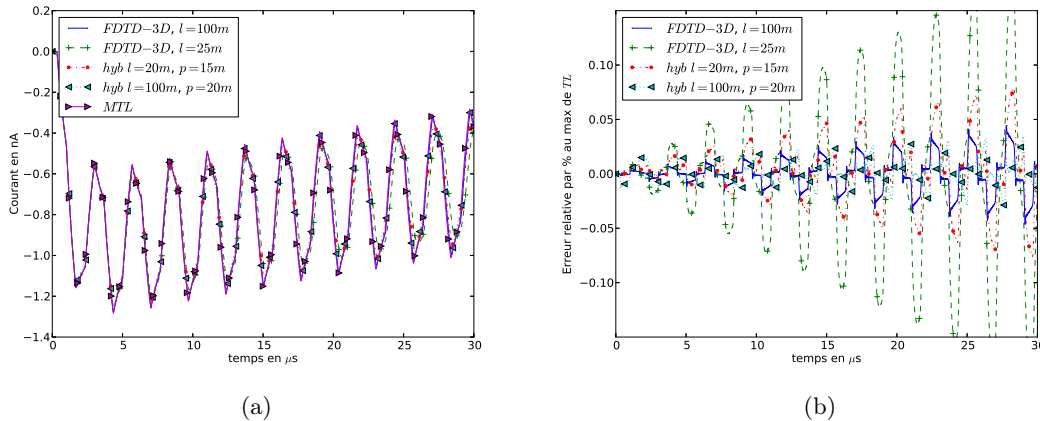 FDTD−3D, l=100m
FDTD−3D, l=25m
hyb l=20m, p=15m
hyb l=100m, p=20m
MTL
0.2
0.0
−0.2
−0.4
−0.6
−0.8
−1.0
−1.2
−1.4
Courant en nA
0 5 10 15 20 25 30
temps en μs
(a)
FDTD−3D, l=100m
FDTD−3D, l=25m
hyb l=20m, p=15m
hyb l=100m, p=20m
0.10
0.05
0.00
−0.05
−0.10
Erreur relative par % au max de TL
0 5 10 15 20 25 30
temps en μs
(b)